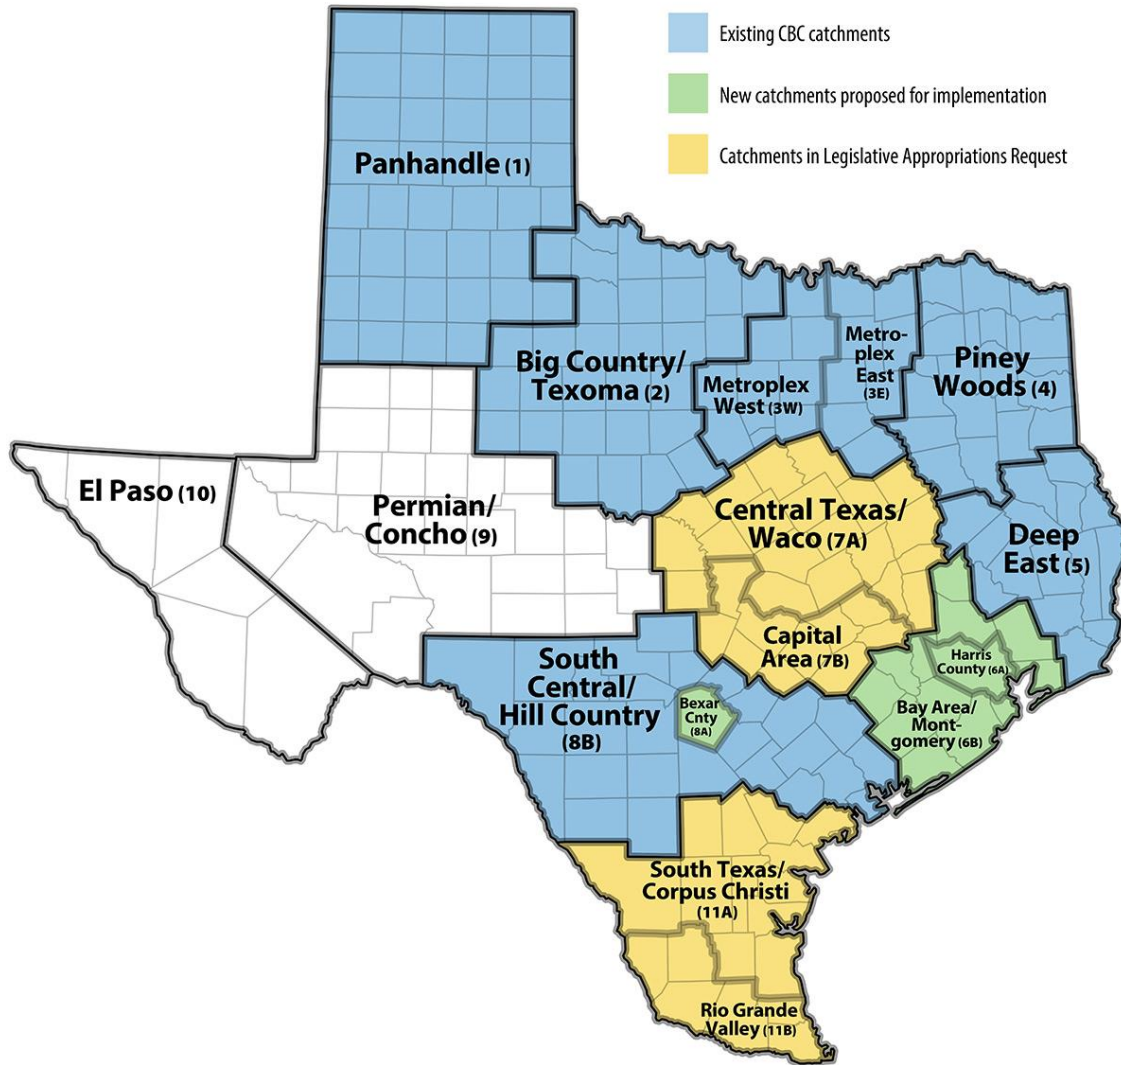 Existing CBC catchments
New catchments proposed for implementation
Catchments in Legislative Appropriations Request
Panhandle (1)
Big Country/
Texoma (2)
Metroplex
West (3W)
Metro-
plex
East
(3E)
Piney
Woods (4)
El Paso (10)
Permian/
Concho (9)
Central Texas/
Waco (7A)
Deep
East (5)
Capital
Area (7B)
Harris
County (6A)
Bay Area/
Mont-
gomery (6B)
South
Central/
Hill Country
(8B)
Bexar
Cnty
(8A)
South Texas/
Corpus Christi
(11A)
Rio Grande
Valley (11B)